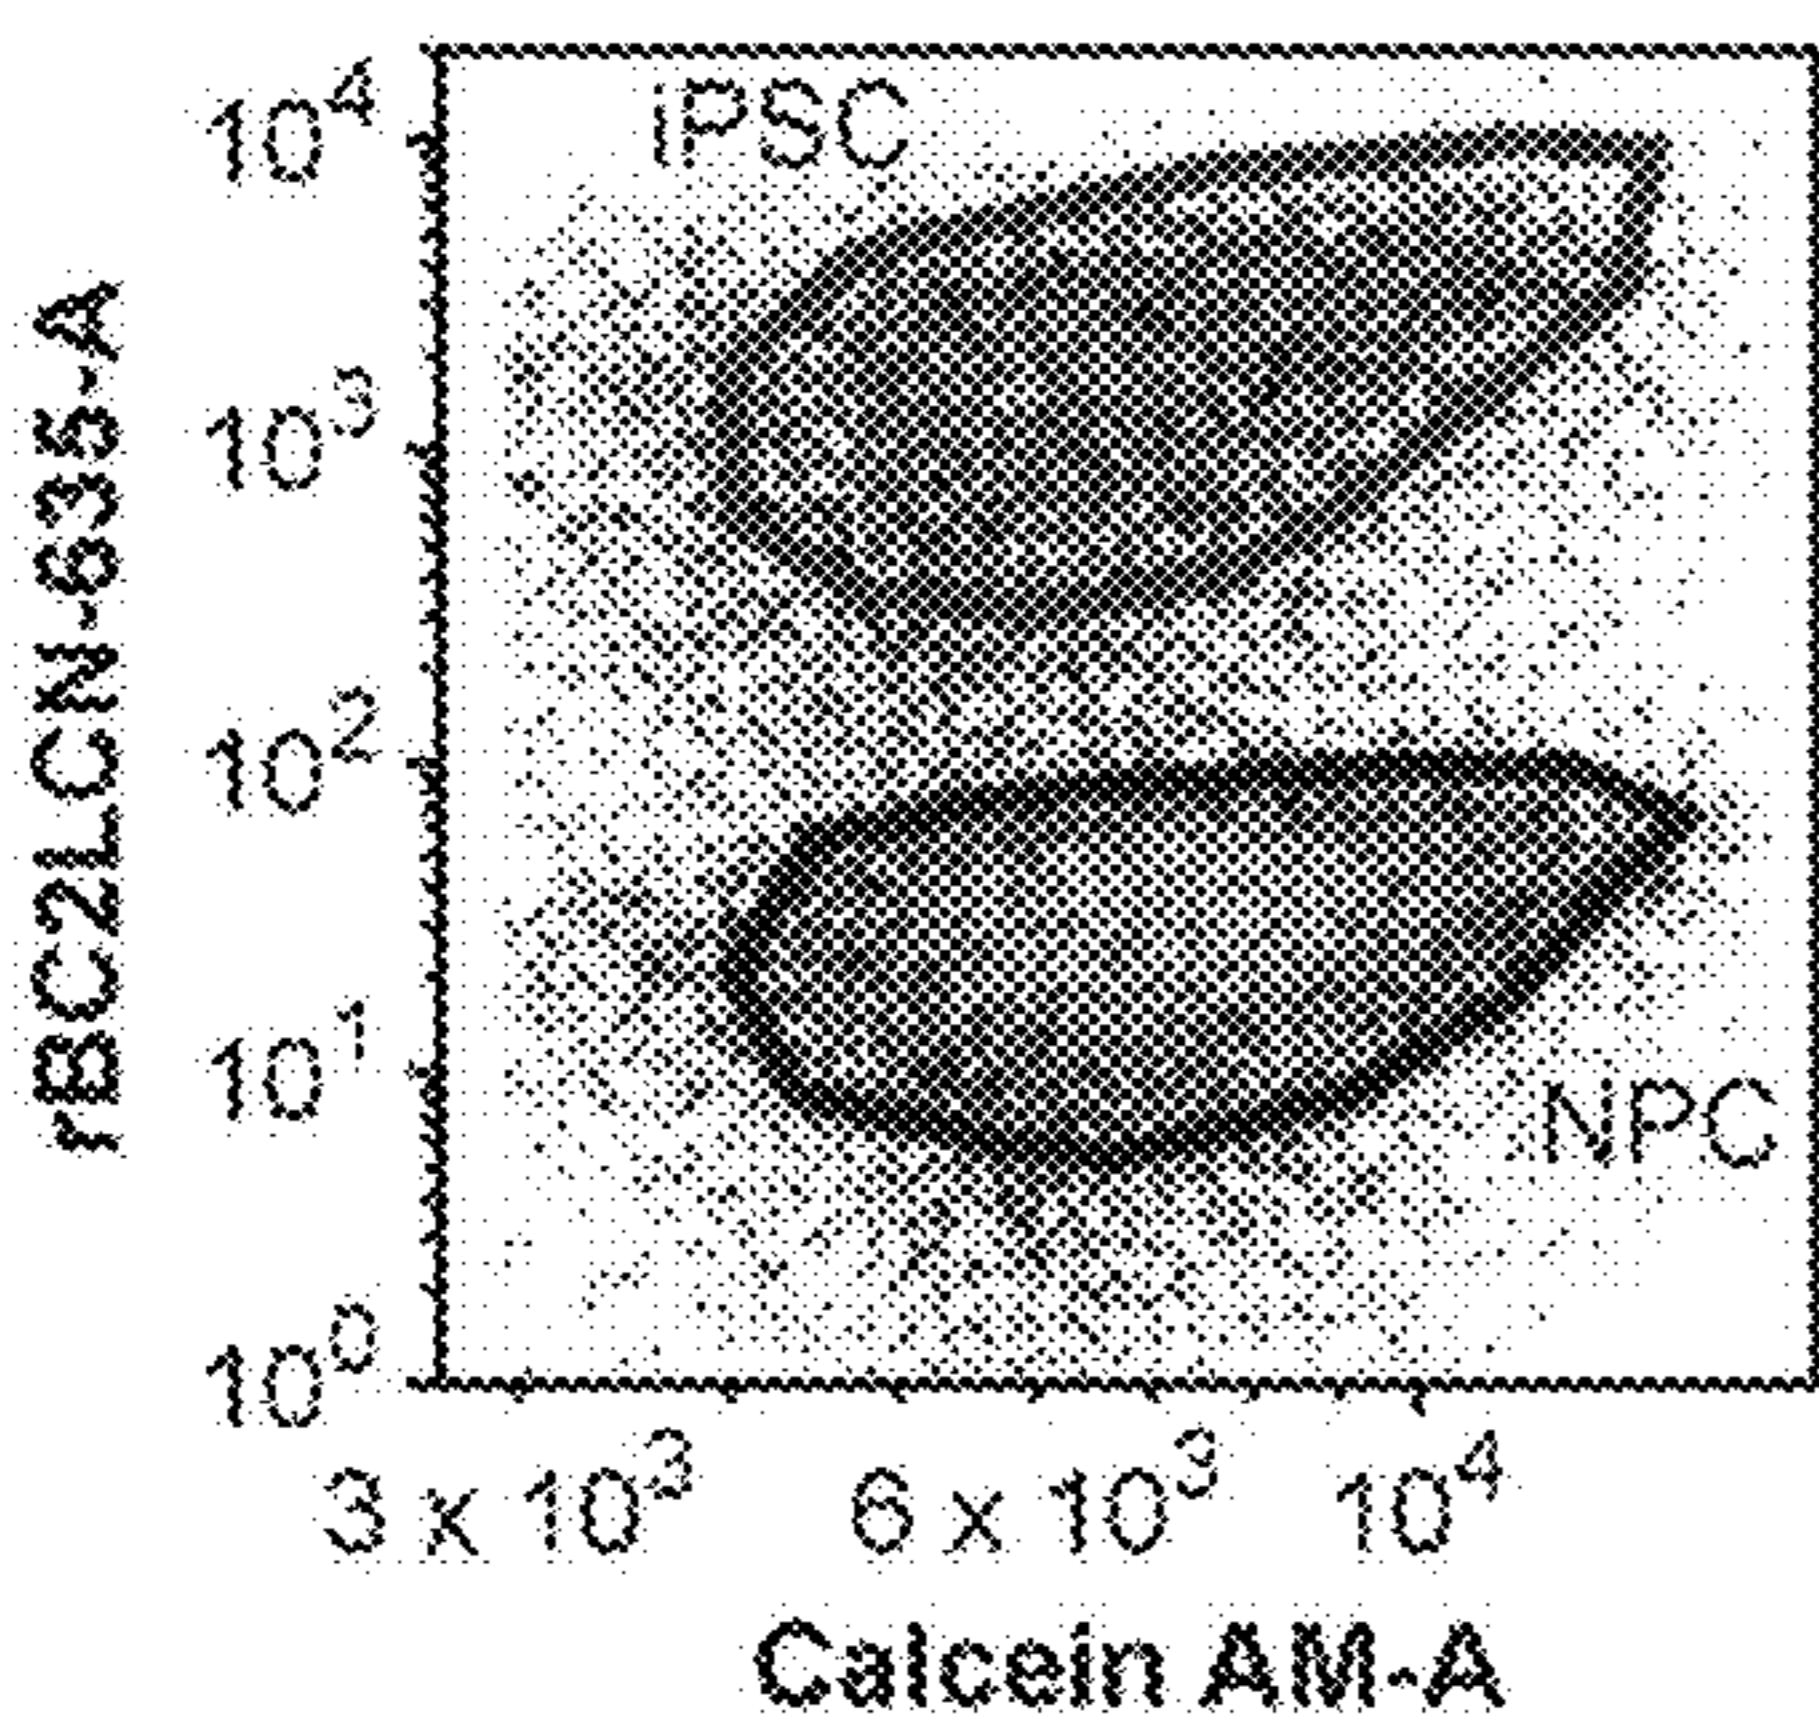 iPSC
10⁴
10³
10²
10¹
10⁰
rBC2LCN-635-A
NPC
3 x 10³ 6 x 10³ 10⁴
Calcein AM-A